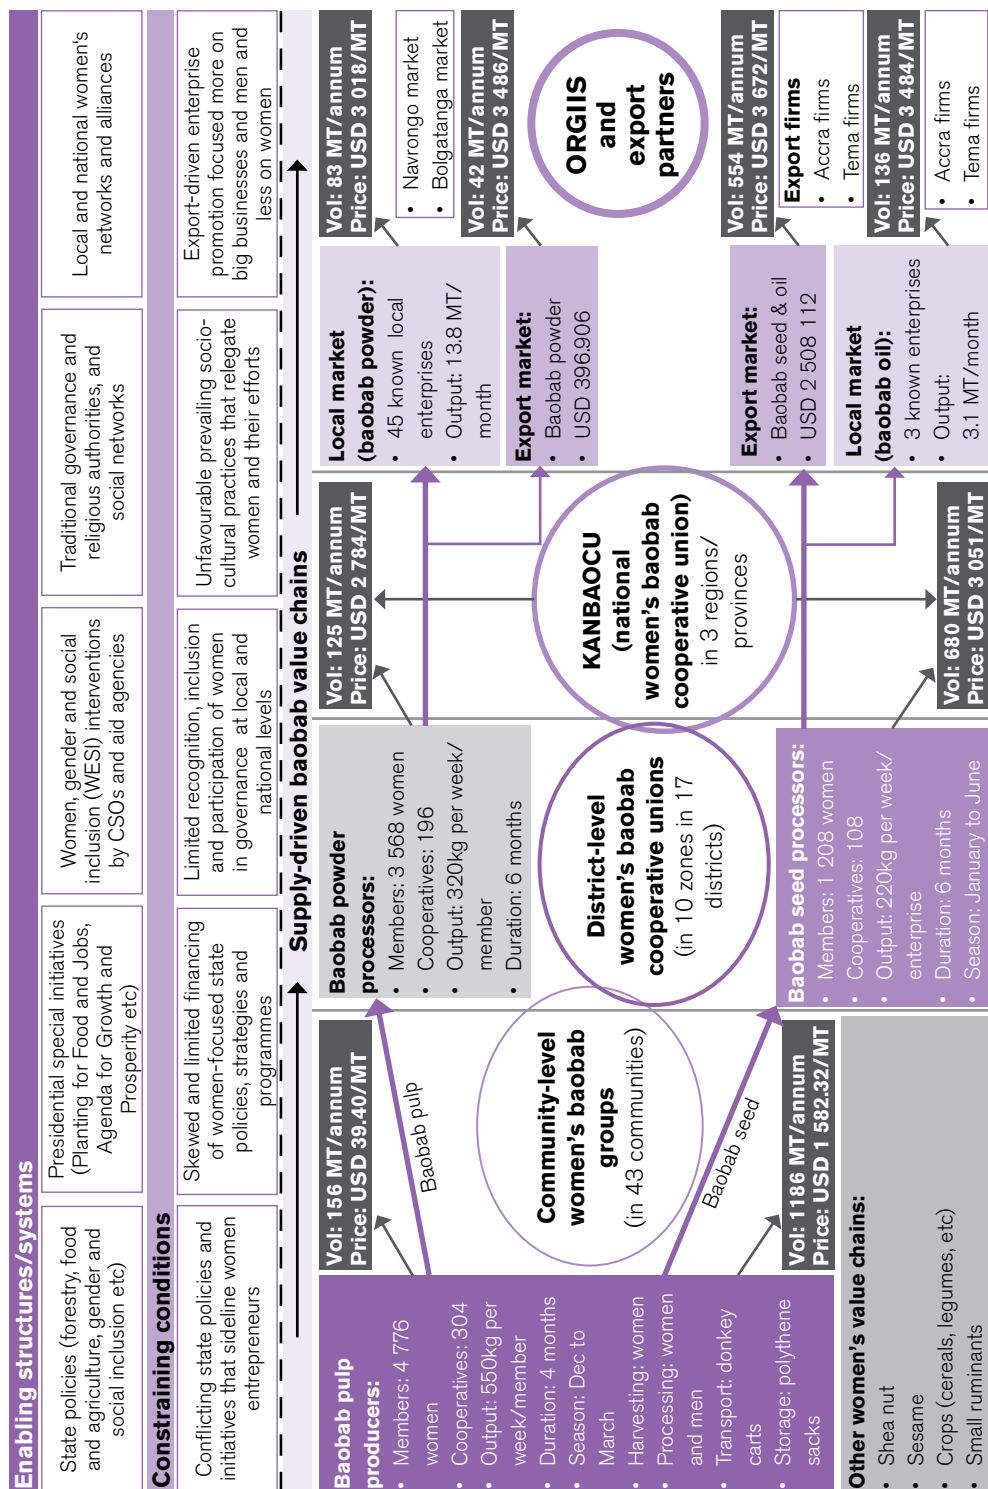 Enabling structures/systems
State policies (forestry, food
and agriculture, gender and
social inclusion etc)
Presidential special initiatives
(Planting for Food and Jobs,
Agenda for Growth and
Prosperity etc)
Women, gender and social
inclusion (WESI) interventions
by CSOs and aid agencies
Traditional governance and
religious authorities, and
social networks
Local and national women's
networks and alliances
Constraining conditions
Conflicting state policies and
initiatives that sideline women
entrepreneurs
Skewed and limited financing
of women-focused state
policies, strategies and
programmes
Limited recognition, inclusion
and participation of women
in governance at local and
national levels
Unfavourable prevailing socio-
cultural practices that relegate
women and their efforts
Export-driven enterprise
promotion focused more on
big businesses and men and
less on women
Supply-driven baobab value chains
Baobab pulp
producers:
• Members: 4 776
women
• Cooperatives: 304
• Output: 550kg per
week/member
• Duration: 4 months
• Season: Dec to
March
• Harvesting: women
• Processing: women
and men
• Transport: donkey
carts
• Storage: polythene
sacks
Other women's value chains:
• Shea nut
• Sesame
• Crops (cereals, legumes, etc)
• Small ruminants
Vol: 156 MT/annum
Price: USD 39.40/MT
Baobab pulp
Community-level
women's baobab
groups
(in 43 communities)
Baobab seed
Vol: 1186 MT/annum
Price: USD 1 582.32/MT
Baobab powder
processors:
• Members: 3 568 women
• Cooperatives: 196
• Output: 320kg per week/
member
• Duration: 6 months
District-level
women's baobab
cooperative unions
(in 10 zones in 17
districts)
Baobab seed processors:
• Members: 1 208 women
• Cooperatives: 108
• Output: 220kg per week/
enterprise
• Duration: 6 months
• Season: January to June
Vol: 125 MT/annum
Price: USD 2 784/MT
KANBAOCU
(national
women's baobab
cooperative union)
in 3 regions/
provinces
Vol: 680 MT/annum
Price: USD 3 051/MT
Local market
(baobab powder):
• 45 known local
enterprises
• Output: 13.8 MT/
month
Export market:
• Baobab powder
• USD 396.906
Export market:
• Baobab seed & oil
• USD 2 508 112
Local market
(baobab oil):
• 3 known enterprises
• Output:
3.1 MT/month
Vol: 83 MT/annum
Price: USD 3 018/MT
• Navrongo market
• Bolgatanga market
Vol: 42 MT/annum
Price: USD 3 486/MT
ORGIIS
and
export
partners
Vol: 554 MT/annum
Price: USD 3 672/MT
Export firms
• Accra firms
• Tema firms
Vol: 136 MT/annum
Price: USD 3 484/MT
• Accra firms
• Tema firms